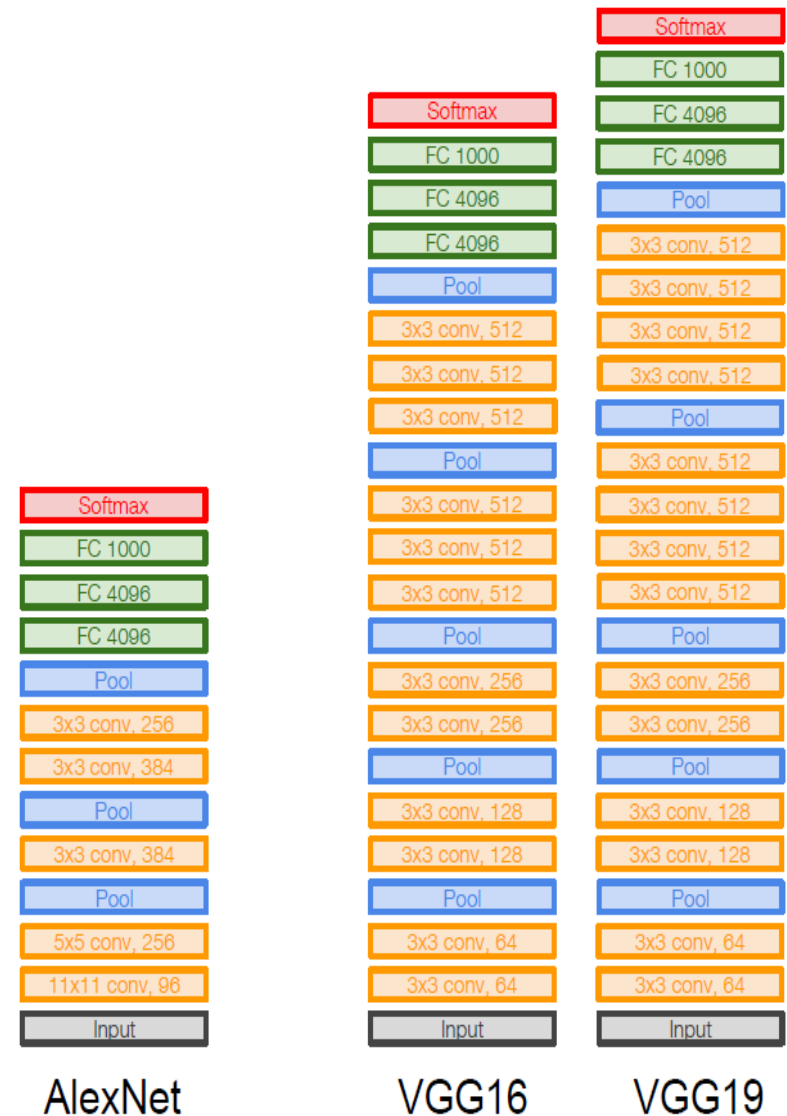 Softmax
FC 1000
FC 4096
FC 4096
Pool
3x3 conv, 256
3x3 conv, 384
Pool
3x3 conv, 384
Pool
5x5 conv, 256
11x11 conv, 96
Input
AlexNet
Softmax
FC 1000
FC 4096
FC 4096
Pool
3x3 conv, 512
3x3 conv, 512
3x3 conv, 512
Pool
3x3 conv, 512
3x3 conv, 512
3x3 conv, 512
Pool
3x3 conv, 256
3x3 conv, 256
Pool
3x3 conv, 128
3x3 conv, 128
Pool
3x3 conv, 64
3x3 conv, 64
Input
VGG16
Softmax
FC 1000
FC 4096
FC 4096
Pool
3x3 conv, 512
3x3 conv, 512
3x3 conv, 512
3x3 conv, 512
Pool
3x3 conv, 512
3x3 conv, 512
3x3 conv, 512
3x3 conv, 512
Pool
3x3 conv, 256
3x3 conv, 256
Pool
3x3 conv, 128
3x3 conv, 128
Pool
3x3 conv, 64
3x3 conv, 64
Input
VGG19